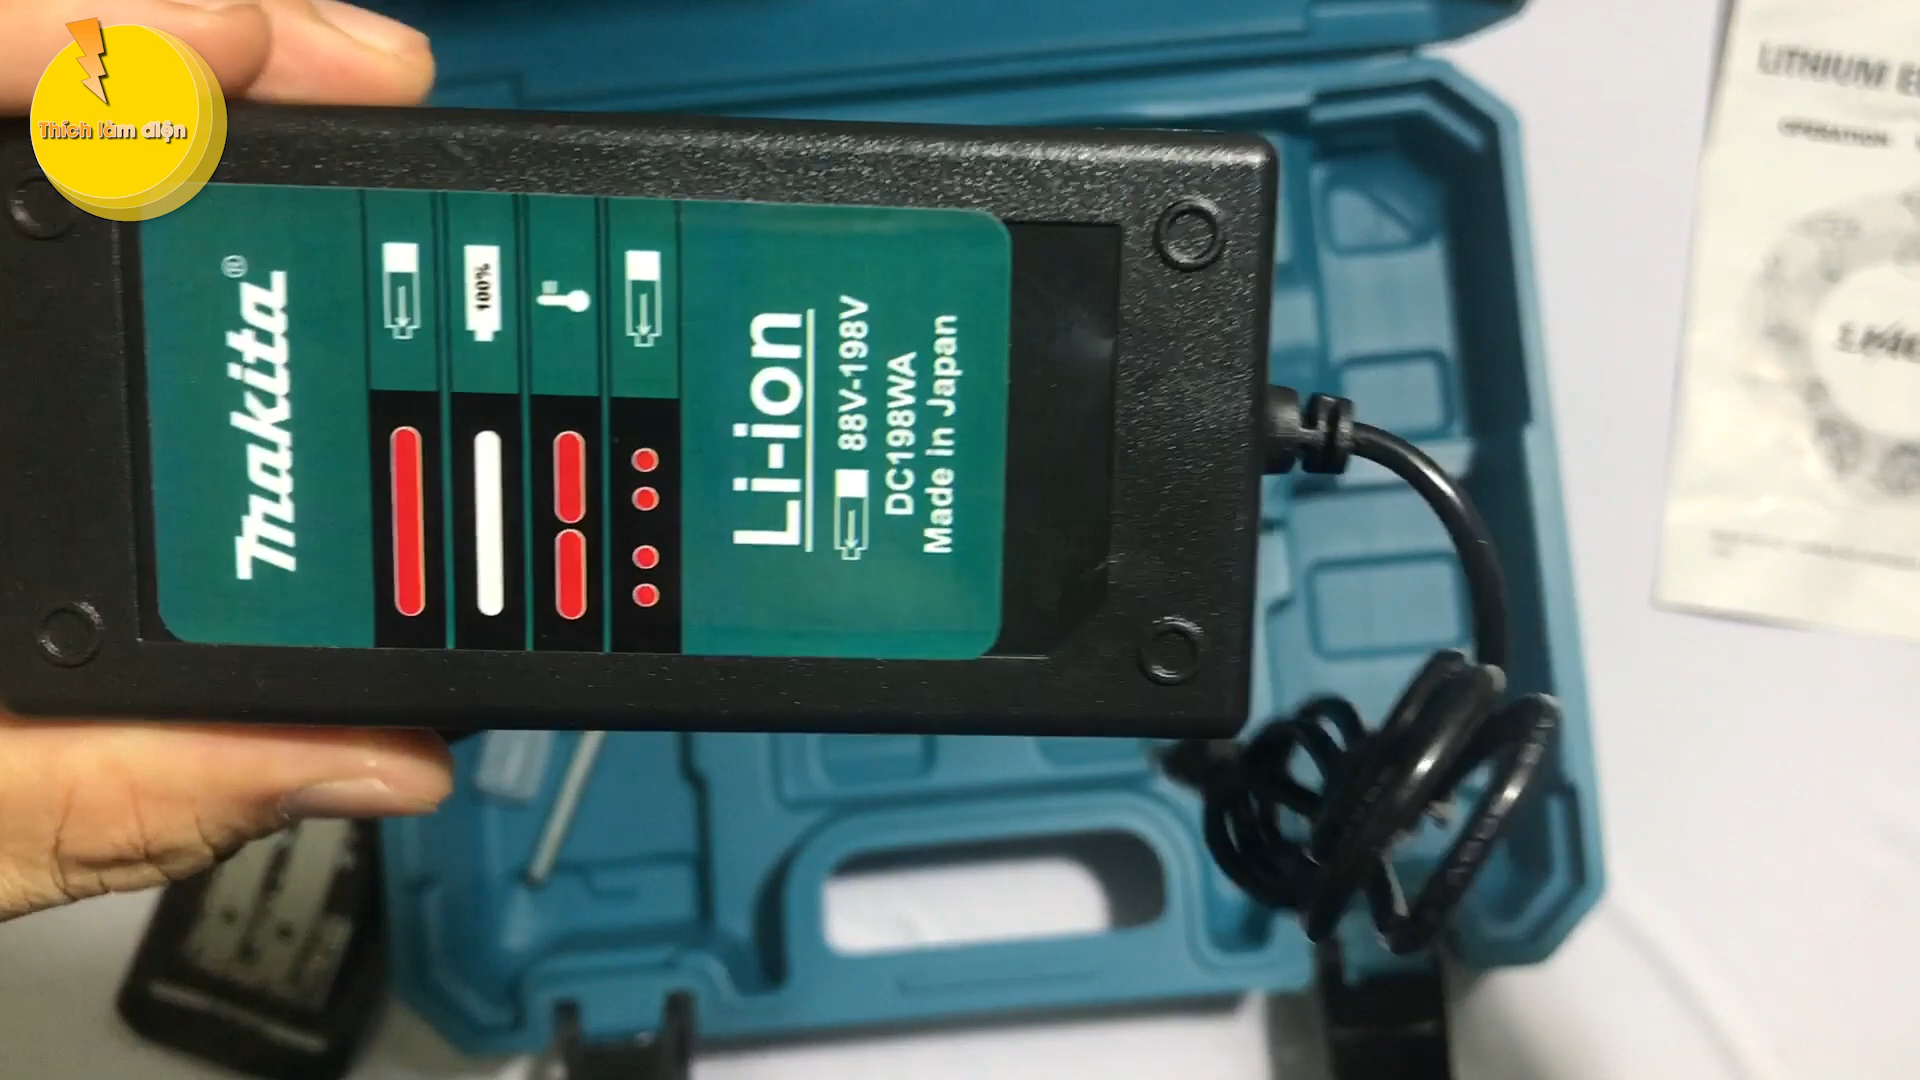 Thích làm điện
makita®
100%
Li-ion
88V-198V
DC198WA
Made in Japan
LITHIUM
OPERATION